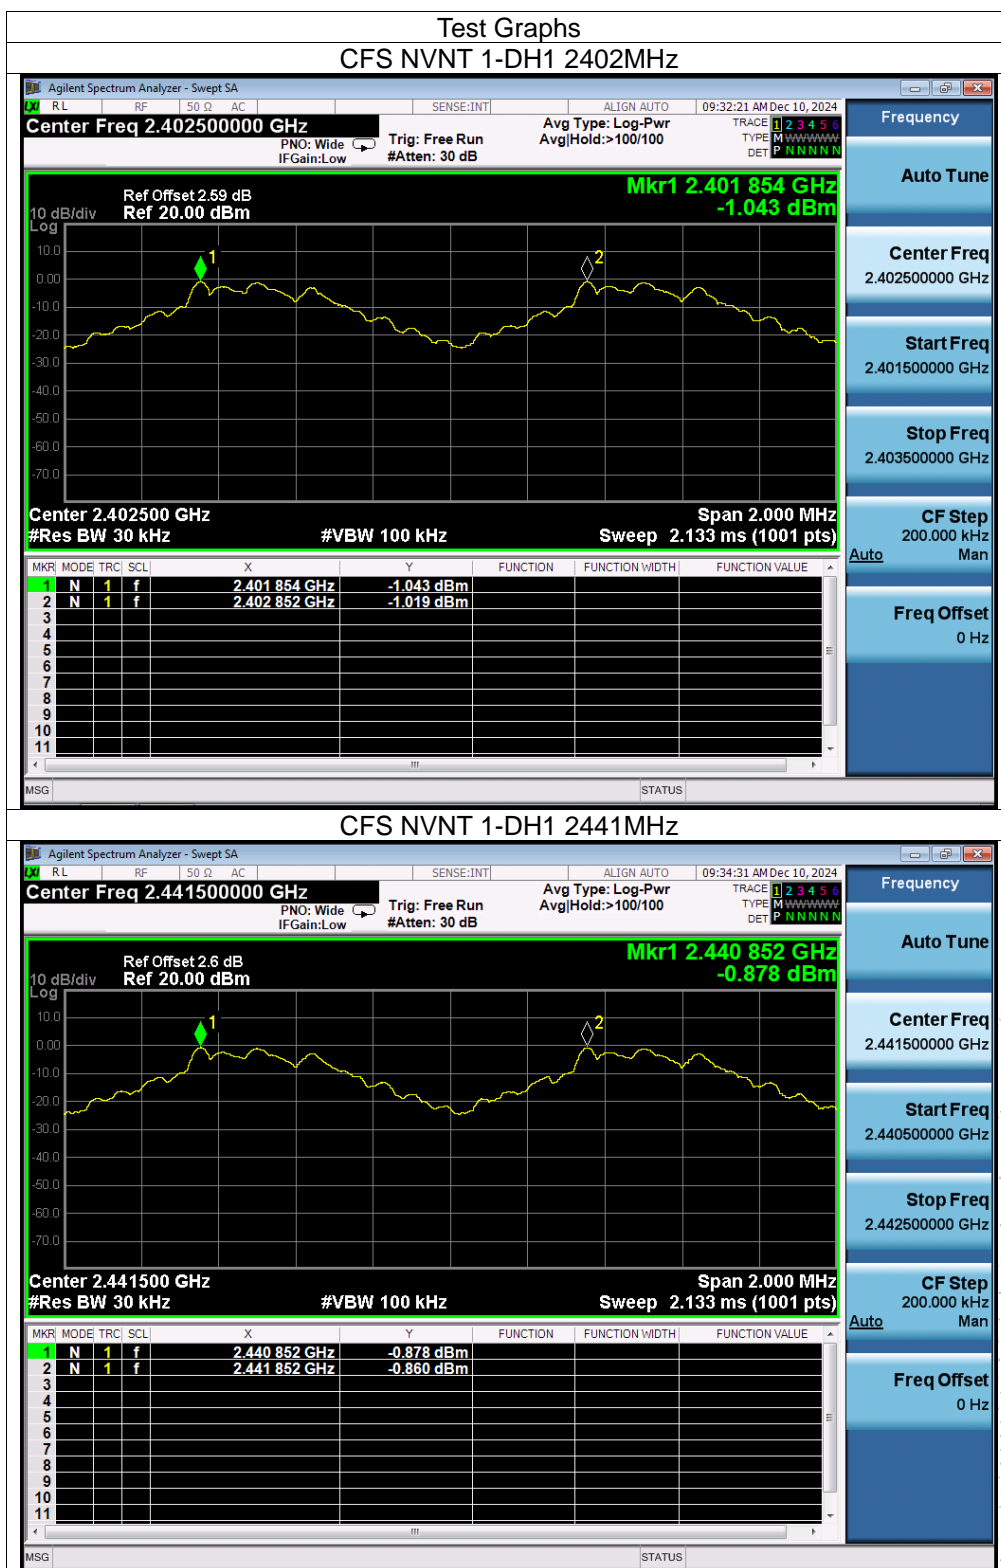 Test Graphs
CFS NVNT 1-DH1 2402MHz
Agilent Spectrum Analyzer - Swept SA
LXI RL RF 50 Ω AC SENSE:INT ALIGN AUTO 09:32:21 AM Dec 10, 2024
Center Freq 2.402500000 GHz
PNO: Wide
IFGain:Low
Trig: Free Run
#Atten: 30 dB
Avg Type: Log-Pwr
Avg|Hold:>100/100
TRACE 1 2 3 4 5 6
TYPE M W W W W W
DET P N N N N N
Mkr1 2.401 854 GHz
-1.043 dBm
Ref Offset 2.59 dB
10 dB/div Ref 20.00 dBm
Log
10.0
0.00
-10.0
-20.0
-30.0
-40.0
-50.0
-60.0
-70.0
1
2
Center 2.402500 GHz Span 2.000 MHz
#Res BW 30 kHz #VBW 100 kHz Sweep 2.133 ms (1001 pts)
MKR MODE TRC SCL X Y FUNCTION FUNCTION WIDTH FUNCTION VALUE
1 N 1 f 2.401 854 GHz -1.043 dBm
2 N 1 f 2.402 852 GHz -1.019 dBm
3
4
5
6
7
8
9
10
11
MSG STATUS
Frequency
Auto Tune
Center Freq
2.402500000 GHz
Start Freq
2.401500000 GHz
Stop Freq
2.403500000 GHz
CF Step
200.000 kHz
Auto Man
Freq Offset
0 Hz
CFS NVNT 1-DH1 2441MHz
Agilent Spectrum Analyzer - Swept SA
LXI RL RF 50 Ω AC SENSE:INT ALIGN AUTO 09:34:31 AM Dec 10, 2024
Center Freq 2.441500000 GHz
PNO: Wide
IFGain:Low
Trig: Free Run
#Atten: 30 dB
Avg Type: Log-Pwr
Avg|Hold:>100/100
TRACE 1 2 3 4 5 6
TYPE M W W W W W
DET P N N N N N
Mkr1 2.440 852 GHz
-0.878 dBm
Ref Offset 2.6 dB
10 dB/div Ref 20.00 dBm
Log
10.0
0.00
-10.0
-20.0
-30.0
-40.0
-50.0
-60.0
-70.0
1
2
Center 2.441500 GHz Span 2.000 MHz
#Res BW 30 kHz #VBW 100 kHz Sweep 2.133 ms (1001 pts)
MKR MODE TRC SCL X Y FUNCTION FUNCTION WIDTH FUNCTION VALUE
1 N 1 f 2.440 852 GHz -0.878 dBm
2 N 1 f 2.441 852 GHz -0.860 dBm
3
4
5
6
7
8
9
10
11
MSG STATUS
Frequency
Auto Tune
Center Freq
2.441500000 GHz
Start Freq
2.440500000 GHz
Stop Freq
2.442500000 GHz
CF Step
200.000 kHz
Auto Man
Freq Offset
0 Hz